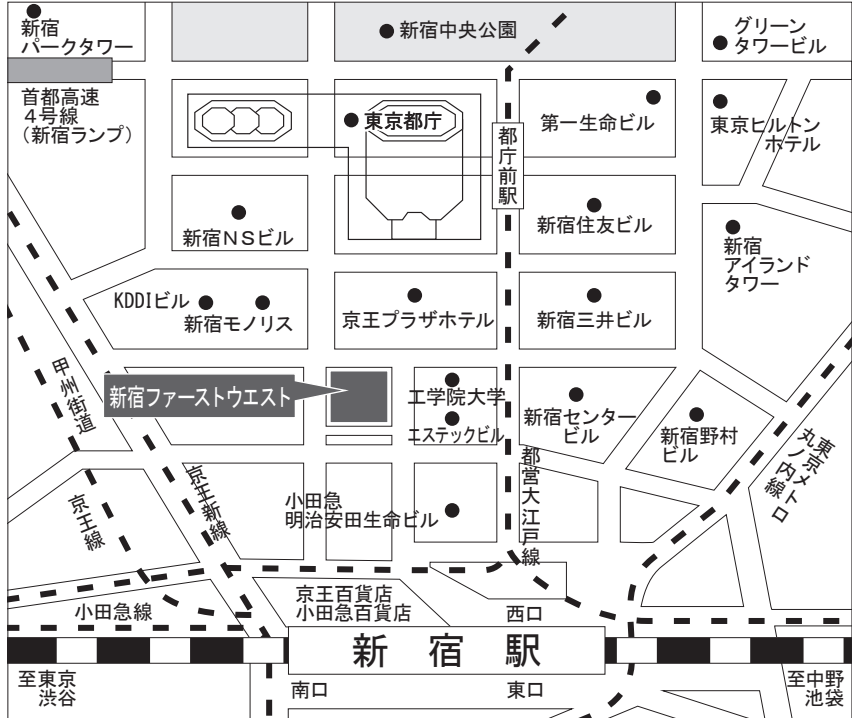 新宿
パークタワー
新宿中央公園
グリーン
タワービル
首都高速
4号線
（新宿ランプ）
東京都庁
都庁前駅
第一生命ビル
東京ヒルトン
ホテル
新宿NSビル
新宿住友ビル
新宿
アイランド
タワー
KDDIビル
新宿モノリス
京王プラザホテル
新宿三井ビル
甲州街道
新宿ファーストウエスト
工学院大学
エステックビル
新宿センター
ビル
新宿野村
ビル
東京メトロ
丸ノ内線
京王線
京王新線
小田急
明治安田生命ビル
都営大江戸線
小田急線
京王百貨店
小田急百貨店
西口
新宿駅
至東京
渋谷
南口
東口
至中野
池袋